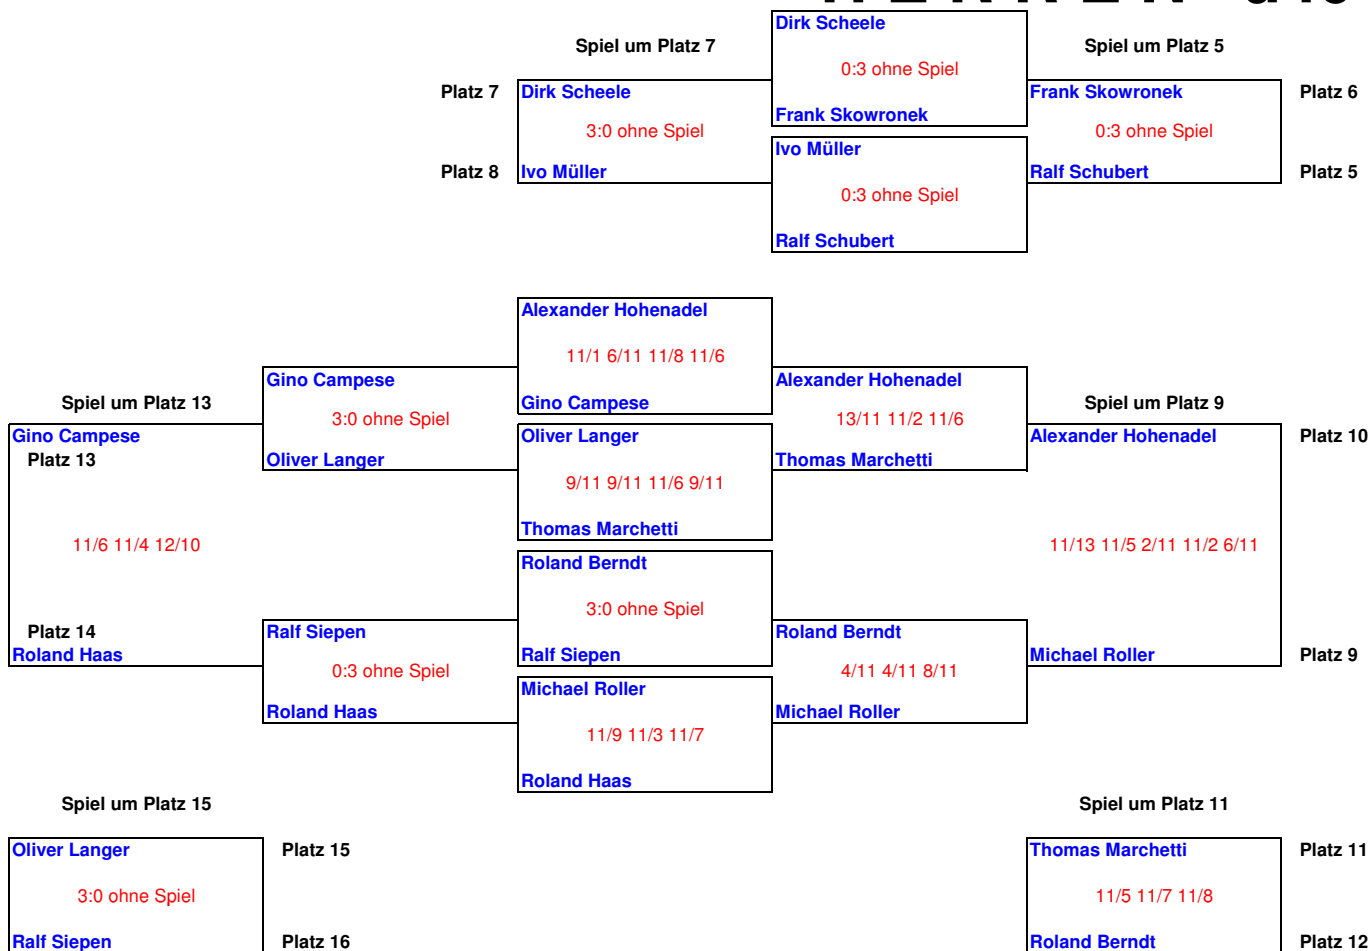 Dirk Scheele
Spiel um Platz 7
Spiel um Platz 5
0:3 ohne Spiel
Platz 7
Dirk Scheele
Frank Skowronek
Platz 6
Frank Skowronek
3:0 ohne Spiel
0:3 ohne Spiel
Ivo Müller
Platz 8
Ivo Müller
Ralf Schubert
Platz 5
0:3 ohne Spiel
Ralf Schubert
Alexander Hohenadel
11/1 6/11 11/8 11/6
Gino Campese
Alexander Hohenadel
Spiel um Platz 13
Gino Campese
Spiel um Platz 9
3:0 ohne Spiel
13/11 11/2 11/6
Gino Campese
Oliver Langer
Alexander Hohenadel
Platz 10
Platz 13
Oliver Langer
Thomas Marchetti
9/11 9/11 11/6 9/11
Thomas Marchetti
11/6 11/4 12/10
11/13 11/5 2/11 11/2 6/11
Roland Berndt
3:0 ohne Spiel
Platz 14
Ralf Siepen
Roland Berndt
Roland Haas
Ralf Siepen
Michael Roller
Platz 9
0:3 ohne Spiel
4/11 4/11 8/11
Michael Roller
Roland Haas
Michael Roller
11/9 11/3 11/7
Roland Haas
Spiel um Platz 15
Spiel um Platz 11
Oliver Langer
Platz 15
Thomas Marchetti
Platz 11
3:0 ohne Spiel
11/5 11/7 11/8
Ralf Siepen
Platz 16
Roland Berndt
Platz 12